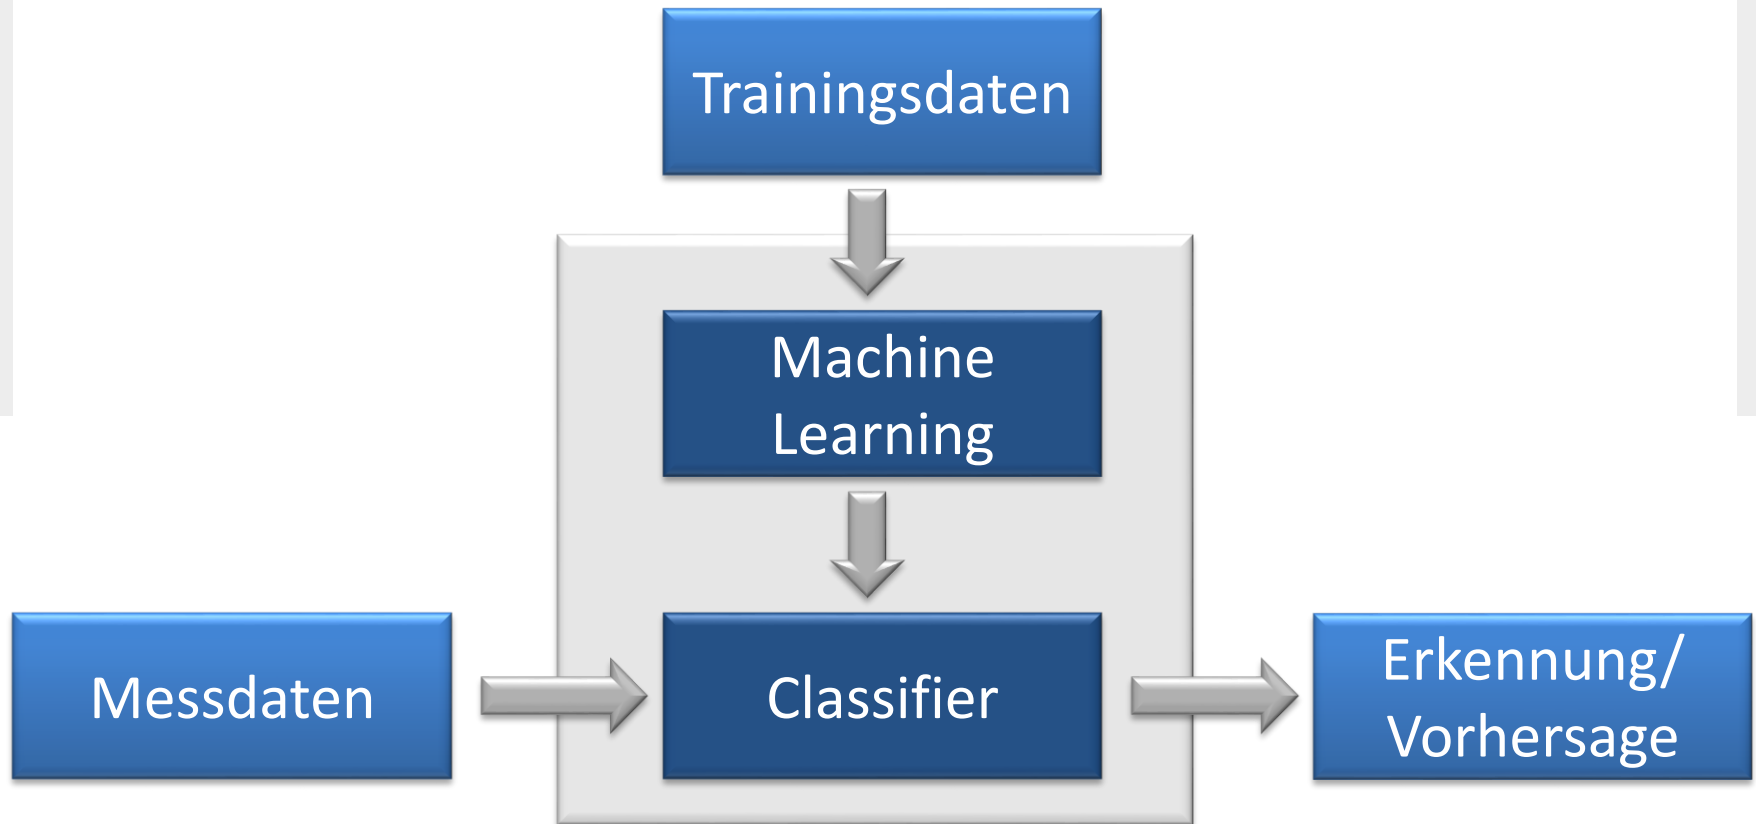 Trainingsdaten
Machine
Learning
Messdaten
Classifier
Erkennung/
Vorhersage